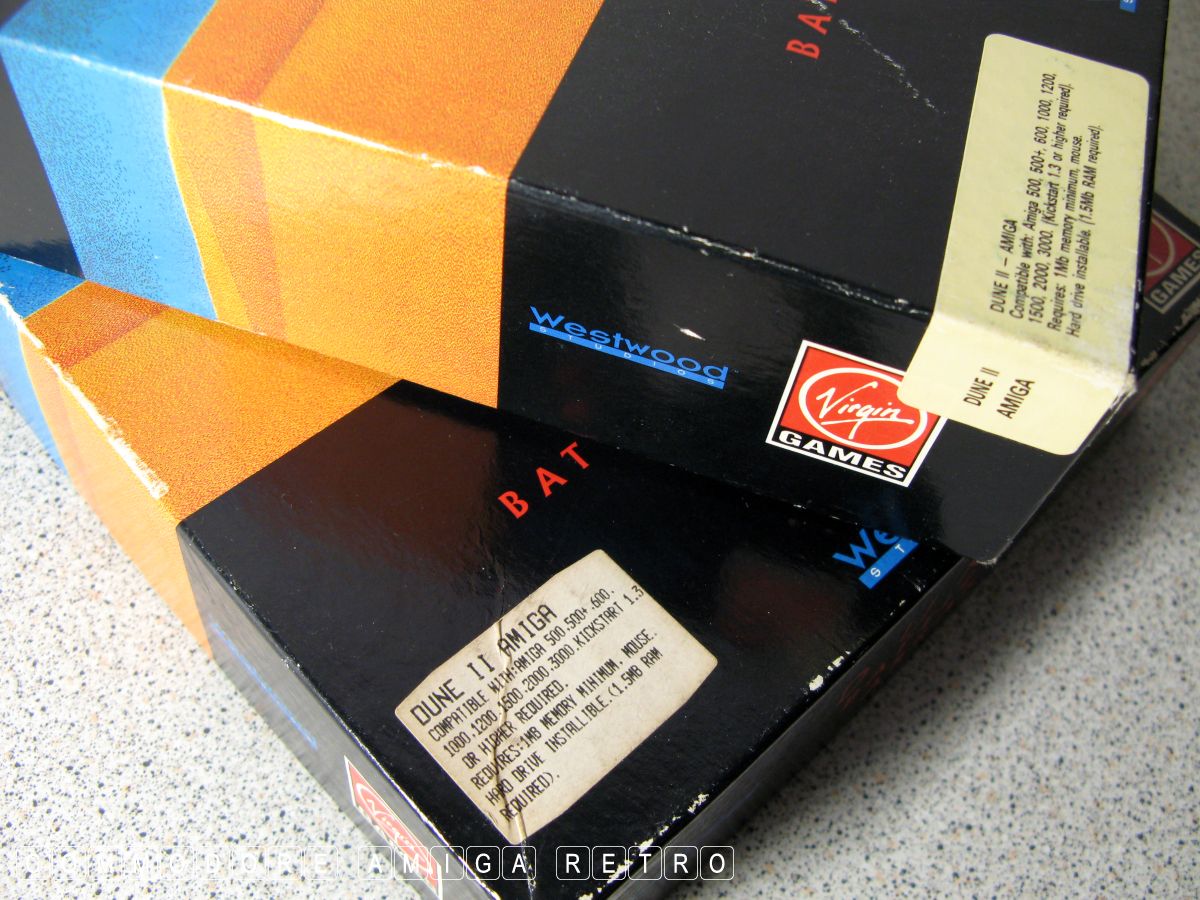 BAT
DUNE II – AMIGA
Compatible with: Amiga 500, 500+, 600, 1000, 1200,
1500, 2000, 3000. (Kickstart 1.3 or higher required).
Requires: 1Mb memory minimum, mouse.
Hard drive installable. (1.5Mb RAM required).
DUNE II
AMIGA
Westwood
STUDIOS
Virgin
GAMES
GAMES
BAT
We
ST
DUNE II AMIGA
COMPATIBLE WITH:AMIGA 500.500+.600.
1000.1200.1500.2000.3000.KICKSTART 1.3
OR HIGHER REQUIRED.
REQUIRES:1MB MEMORY MINIMUM, MOUSE.
HARD DRIVE INSTALLIBLE.(1.5MB RAM
REQUIRED).
Virgin
COMMODORE AMIGA RETRO